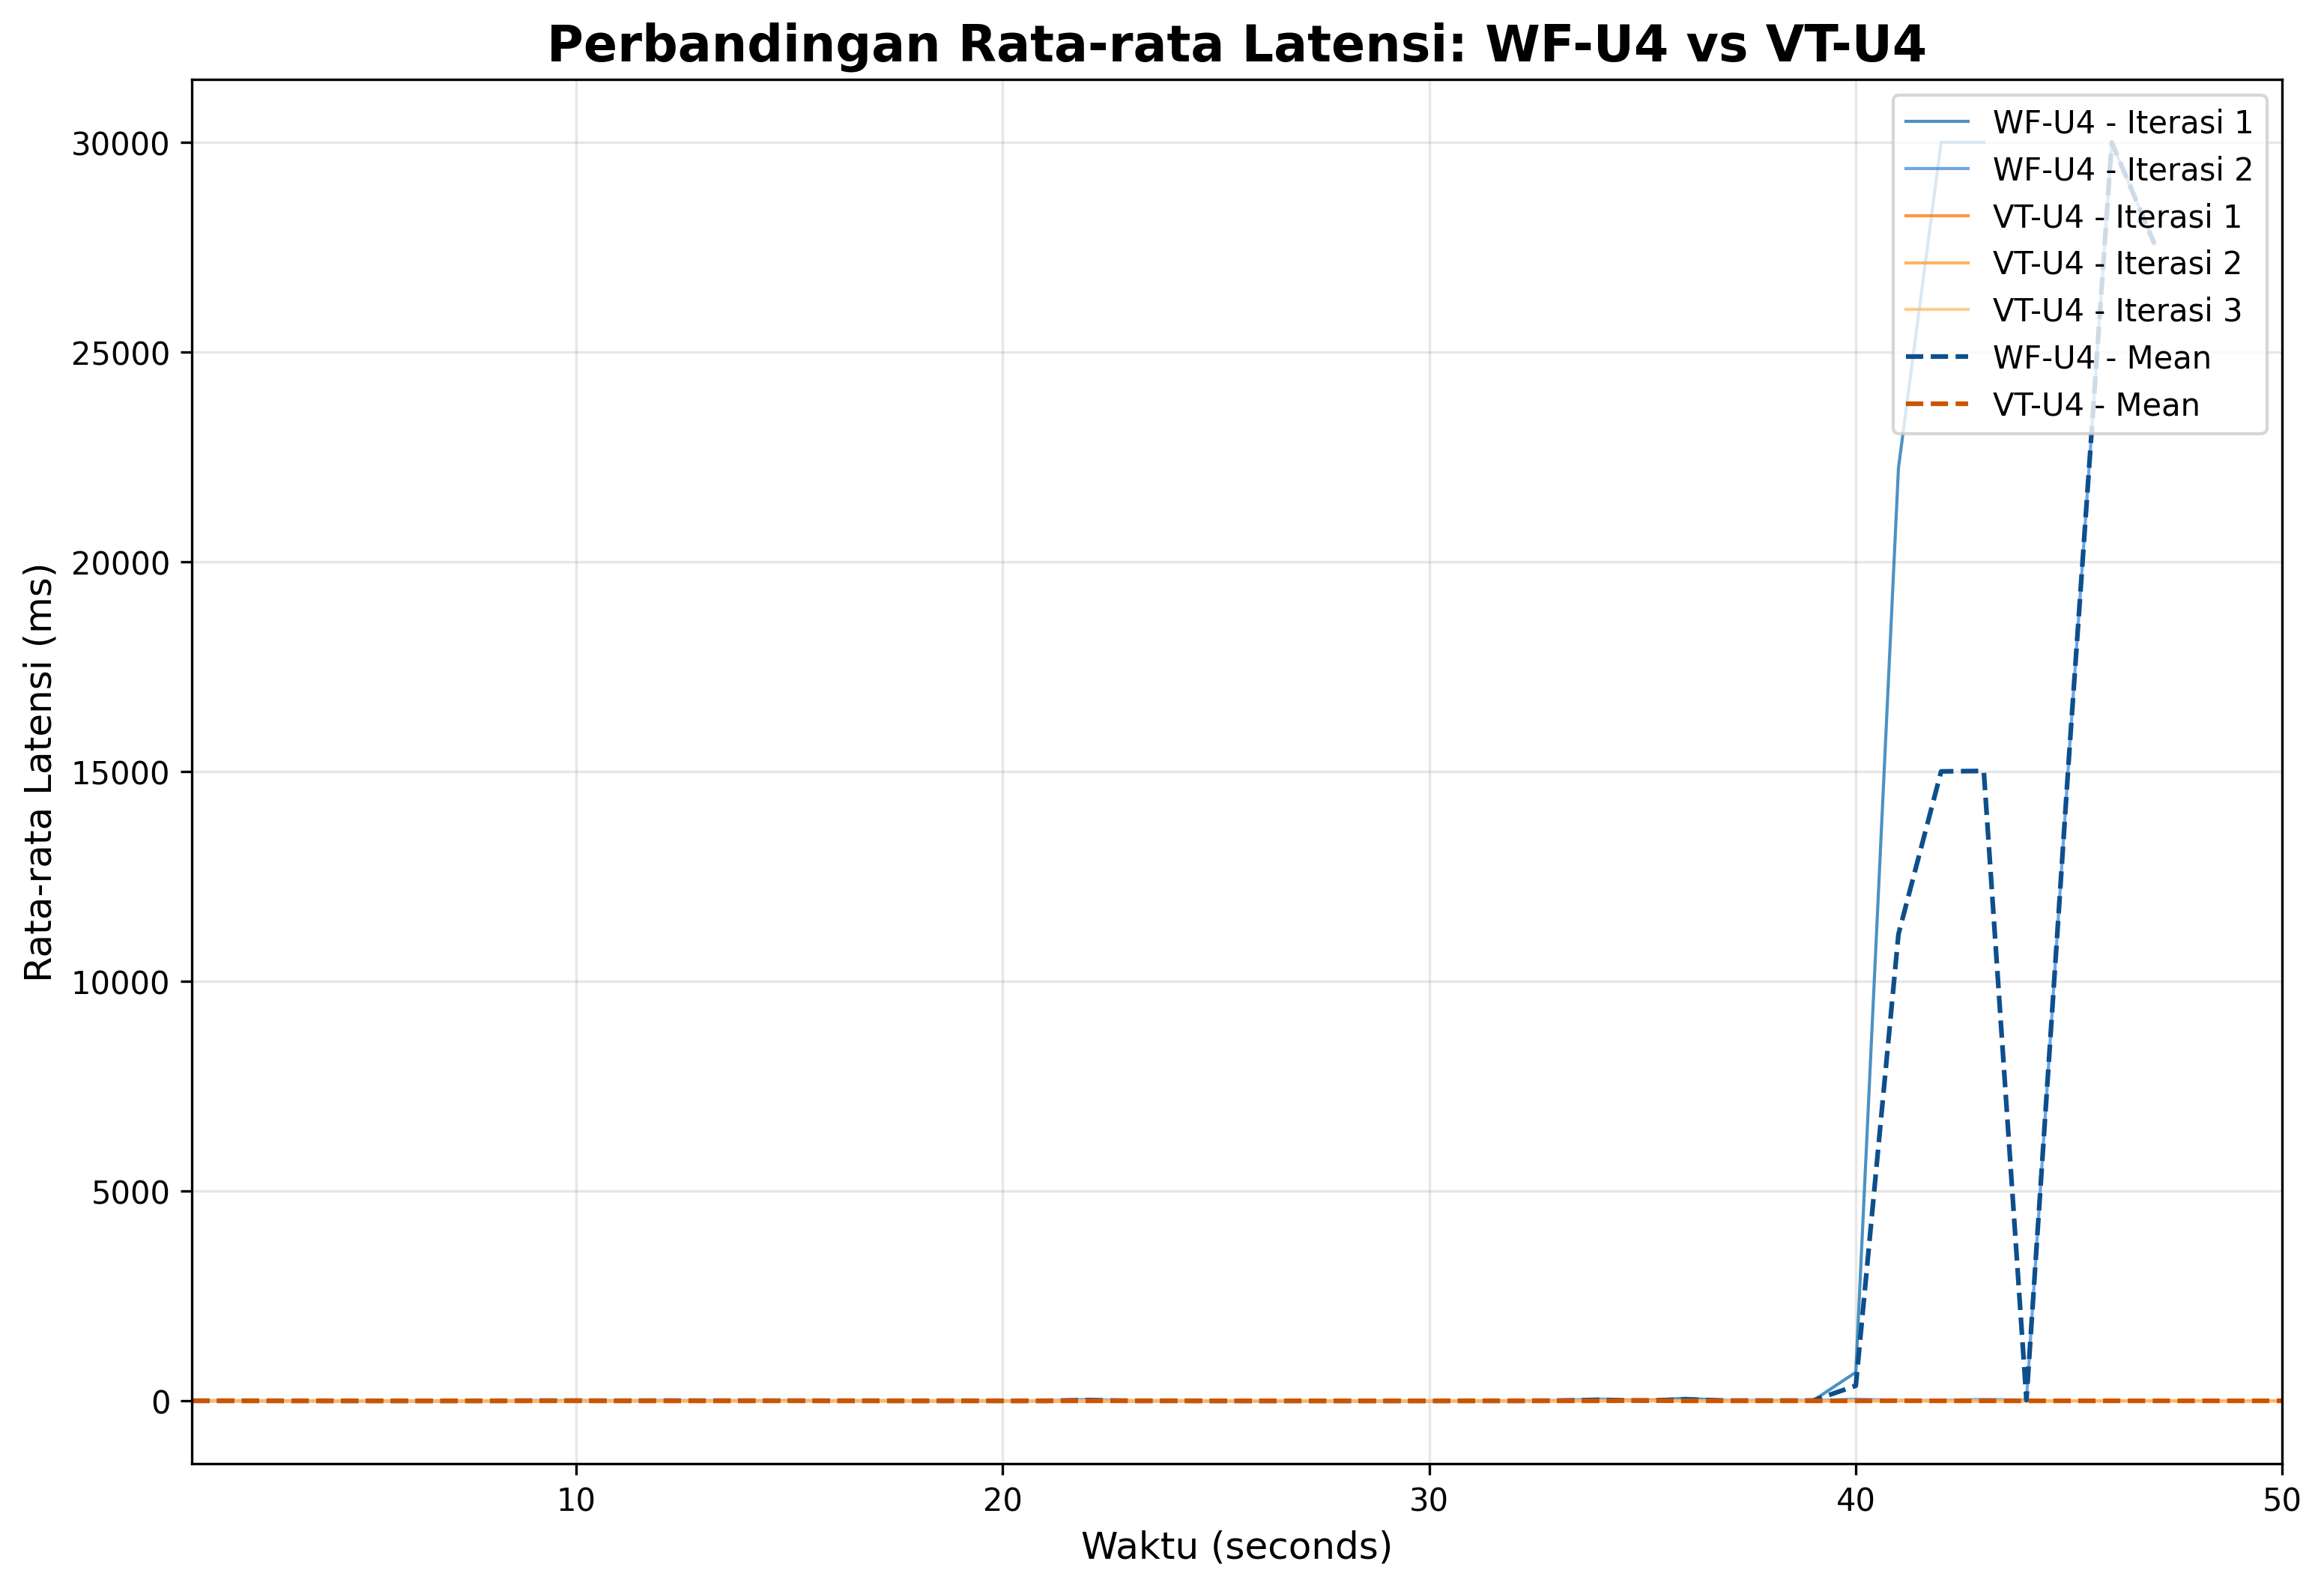 Perbandingan Rata-rata Latensi: WF-U4 vs VT-U4
Rata-rata Latensi (ms)
30000
25000
20000
15000
10000
5000
0
WF-U4 - Iterasi 1
WF-U4 - Iterasi 2
VT-U4 - Iterasi 1
VT-U4 - Iterasi 2
VT-U4 - Iterasi 3
WF-U4 - Mean
VT-U4 - Mean
10 20 30 40 50
Waktu (seconds)